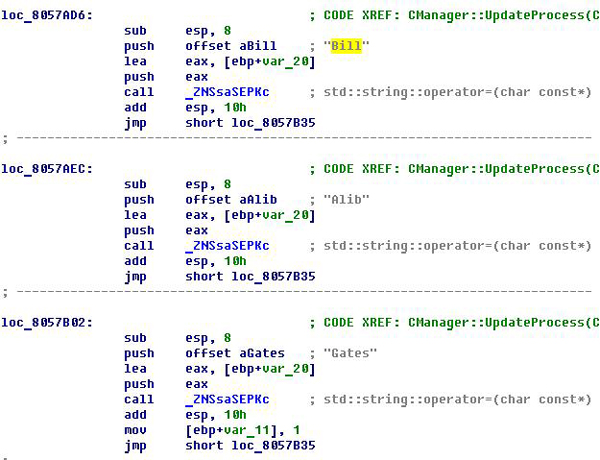 loc_8057AD6: ; CODE XREF: CManager::UpdateProcess(C
sub esp, 8
push offset aBill ; "Bill"
lea eax, [ebp+var_20]
push eax
call _ZNSsaSEPKc ; std::string::operator=(char const*)
add esp, 10h
jmp short loc_8057B35
; ---------------------------------------------------------------------------
loc_8057AEC: ; CODE XREF: CManager::UpdateProcess(C
sub esp, 8
push offset aAlib ; "Alib"
lea eax, [ebp+var_20]
push eax
call _ZNSsaSEPKc ; std::string::operator=(char const*)
add esp, 10h
jmp short loc_8057B35
; ---------------------------------------------------------------------------
loc_8057B02: ; CODE XREF: CManager::UpdateProcess(C
sub esp, 8
push offset aGates ; "Gates"
lea eax, [ebp+var_20]
push eax
call _ZNSsaSEPKc ; std::string::operator=(char const*)
add esp, 10h
mov [ebp+var_11], 1
jmp short loc_8057B35